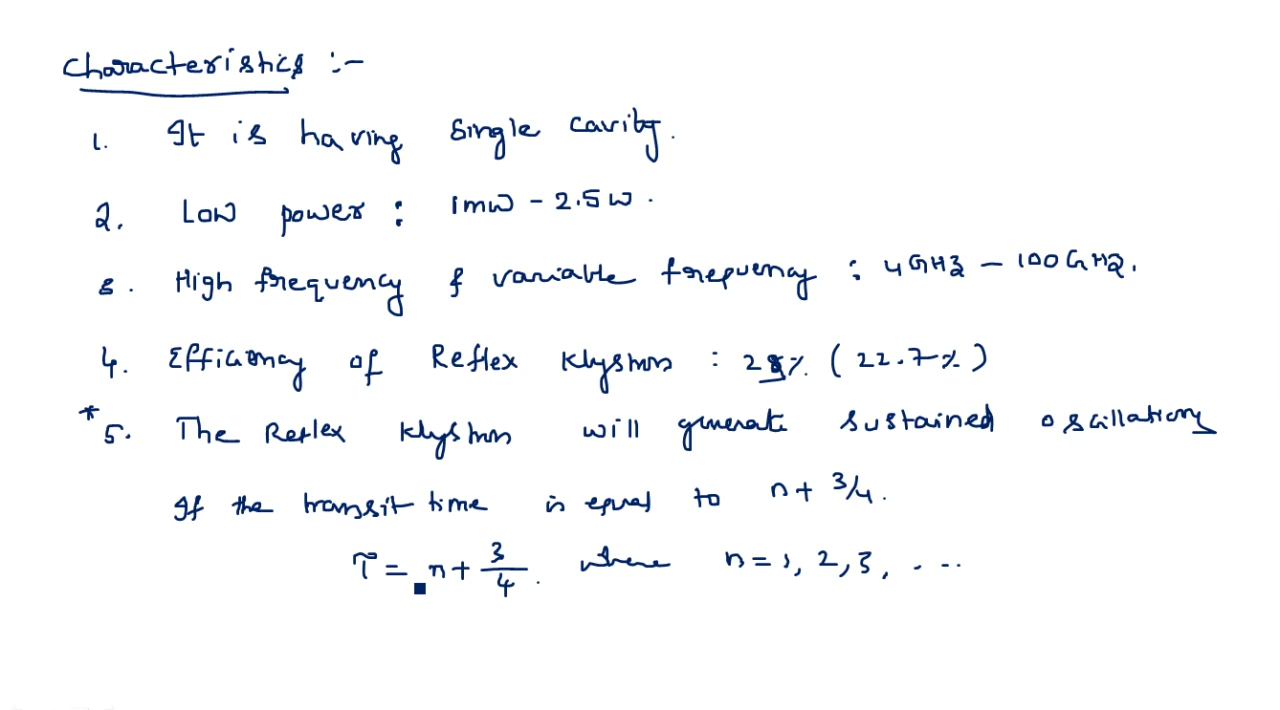 Characteristics :-
1. It is having single cavity.
2. Low power : 1mW - 2.5W.
3. High frequency & variable frequency : 4GHz - 100GHz.
4. Efficiency of Reflex Klystron : % (22.7%)
* 5. The Reflex Klystron will generate sustained oscillations
If the transit time is equal to n + 3/4.
T = n + 3/4. where n = 1, 2, 3, ....